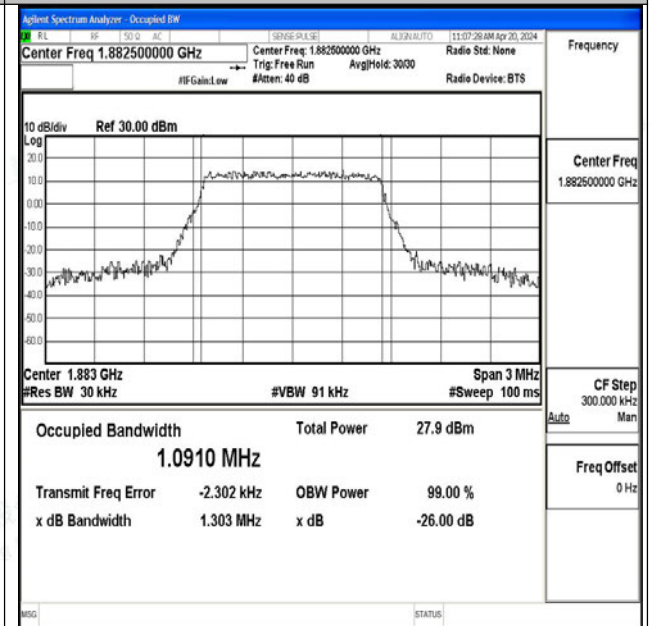 Agilent Spectrum Analyzer - Occupied BW
RL RF 50 Ω AC SENSE:PULSE ALIGN AUTO 11:07:28 AM Apr 20, 2024
Center Freq 1.882500000 GHz
Center Freq: 1.882500000 GHz
Radio Std: None
Trig: Free Run Avg|Hold: 30/30
#IFGain:Low
#Atten: 40 dB
Radio Device: BTS
Frequency
10 dB/div Ref 30.00 dBm
Log
20.0
10.0
0.00
-10.0
-20.0
-30.0
-40.0
-50.0
-60.0
Center 1.883 GHz
Span 3 MHz
#Res BW 30 kHz
#VBW 91 kHz
#Sweep 100 ms
Center Freq
1.882500000 GHz
CF Step
300.000 kHz
Auto Man
Freq Offset
0 Hz
Occupied Bandwidth
1.0910 MHz
Total Power 27.9 dBm
Transmit Freq Error -2.302 kHz
OBW Power 99.00 %
x dB Bandwidth 1.303 MHz
x dB -26.00 dB
MSG
STATUS